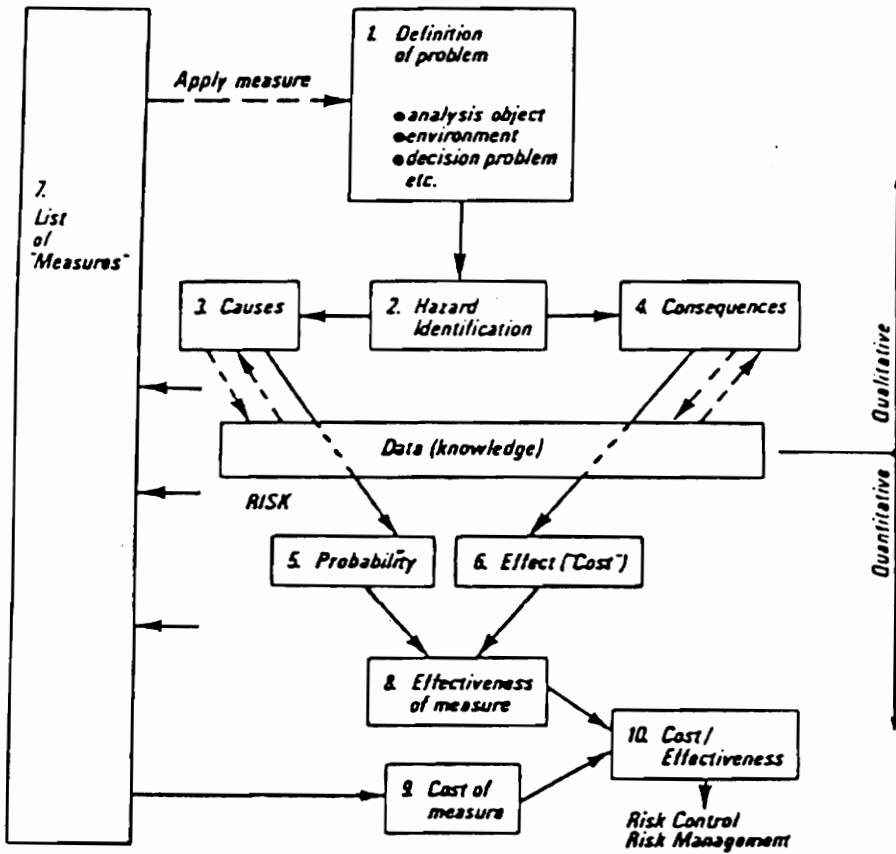 1. Definition
of problem
Apply measure
• analysis object
• environment
• decision problem
etc.
7.
List
of
"Measures"
3. Causes
2. Hazard
Identification
4. Consequences
Qualitative
Data (knowledge)
Quantitative
RISK
5. Probability
6. Effect ("Cost")
8. Effectiveness
of measure
10. Cost/
Effectiveness
9. Cost of
measure
Risk Control
Risk Management